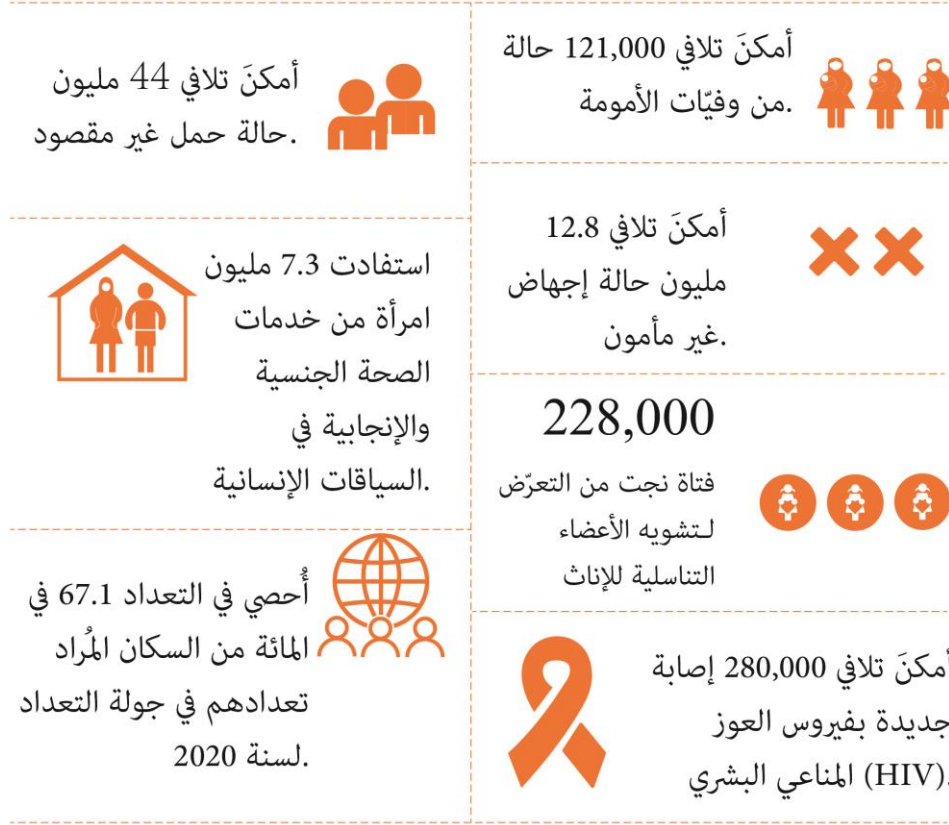 أمكنَ تلافي 121,000 حالة
من وفيّات الأمومة.
أمكنَ تلافي 12.8
مليون حالة إجهاض
غير مأمون.
228,000
فتاة نجت من التعرّض
لـتشويه الأعضاء
التناسلية للإناث
أمكنَ تلافي 280,000 إصابة
جديدة بفيروس العوز
المناعي البشري (HIV).
أمكنَ تلافي 44 مليون
حالة حمل غير مقصود.
استفادت 7.3 مليون
امرأة من خدمات
الصحة الجنسية
والإنجابية في
السياقات الإنسانية.
أُحصي في التعداد 67.1 في
المائة من السكان المُراد
تعدادهم في جولة التعداد
لسنة 2020.